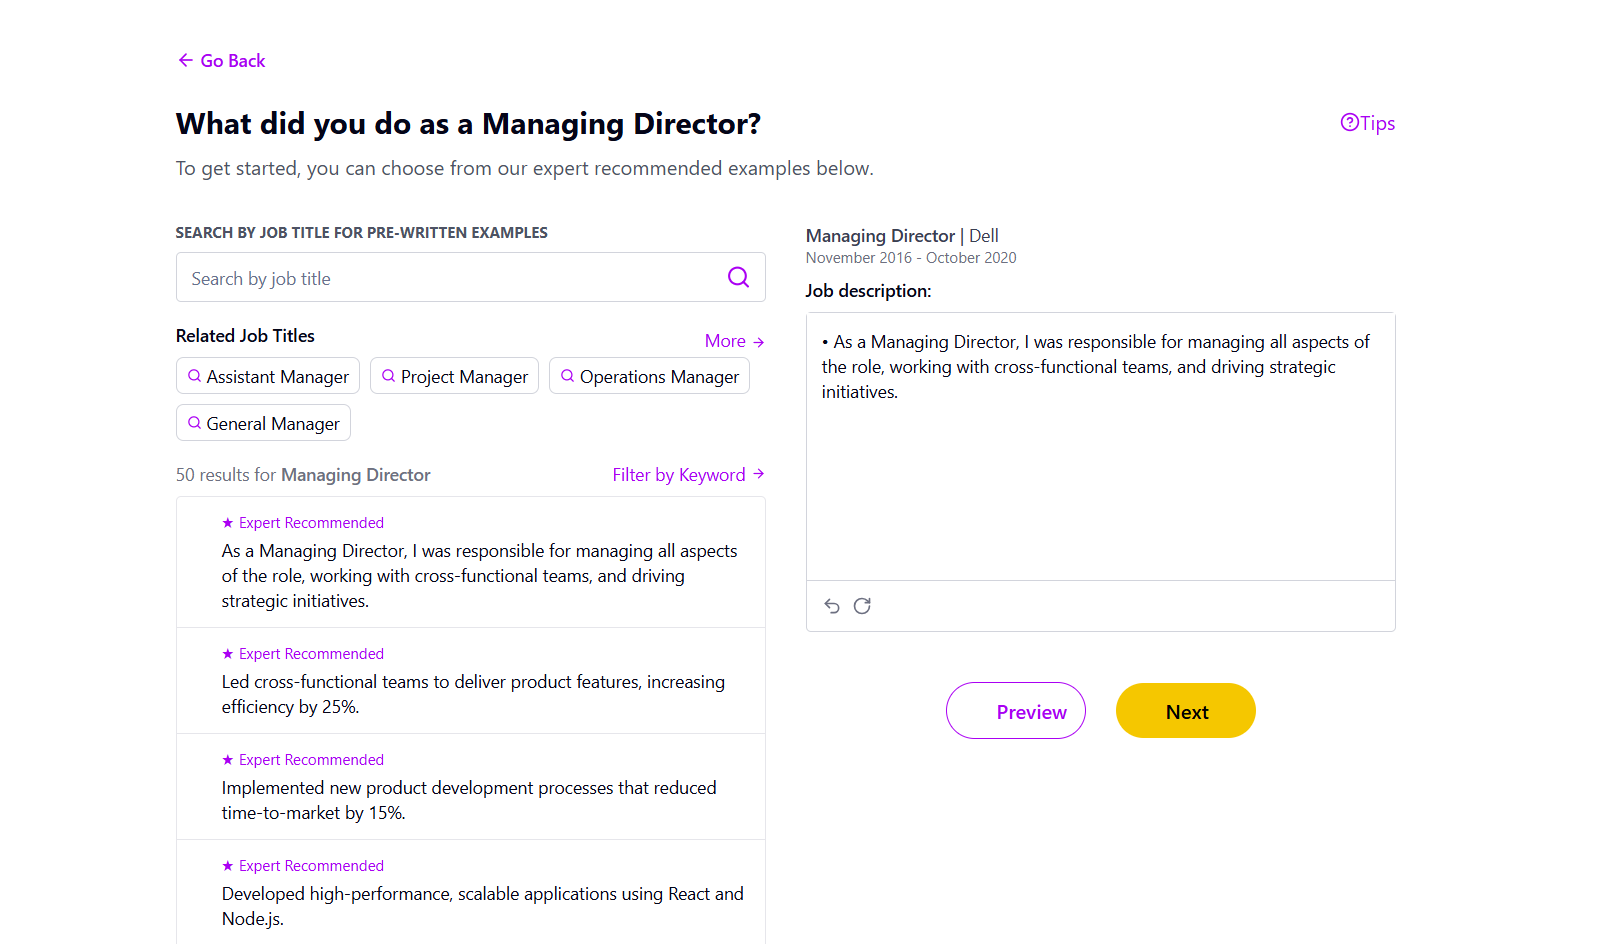 Go Back
What did you do as a Managing Director?
Tips
To get started, you can choose from our expert recommended examples below.
SEARCH BY JOB TITLE FOR PRE-WRITTEN EXAMPLES
Search by job title
Related Job Titles
More
Assistant Manager
Project Manager
Operations Manager
General Manager
50 results for Managing Director
Filter by Keyword
Expert Recommended
As a Managing Director, I was responsible for managing all aspects
of the role, working with cross-functional teams, and driving
strategic initiatives.
Expert Recommended
Led cross-functional teams to deliver product features, increasing
efficiency by 25%.
Expert Recommended
Implemented new product development processes that reduced
time-to-market by 15%.
Expert Recommended
Developed high-performance, scalable applications using React and
Node.js.
Managing Director | Dell
November 2016 - October 2020
Job description:
• As a Managing Director, I was responsible for managing all aspects of
the role, working with cross-functional teams, and driving strategic
initiatives.
Preview
Next